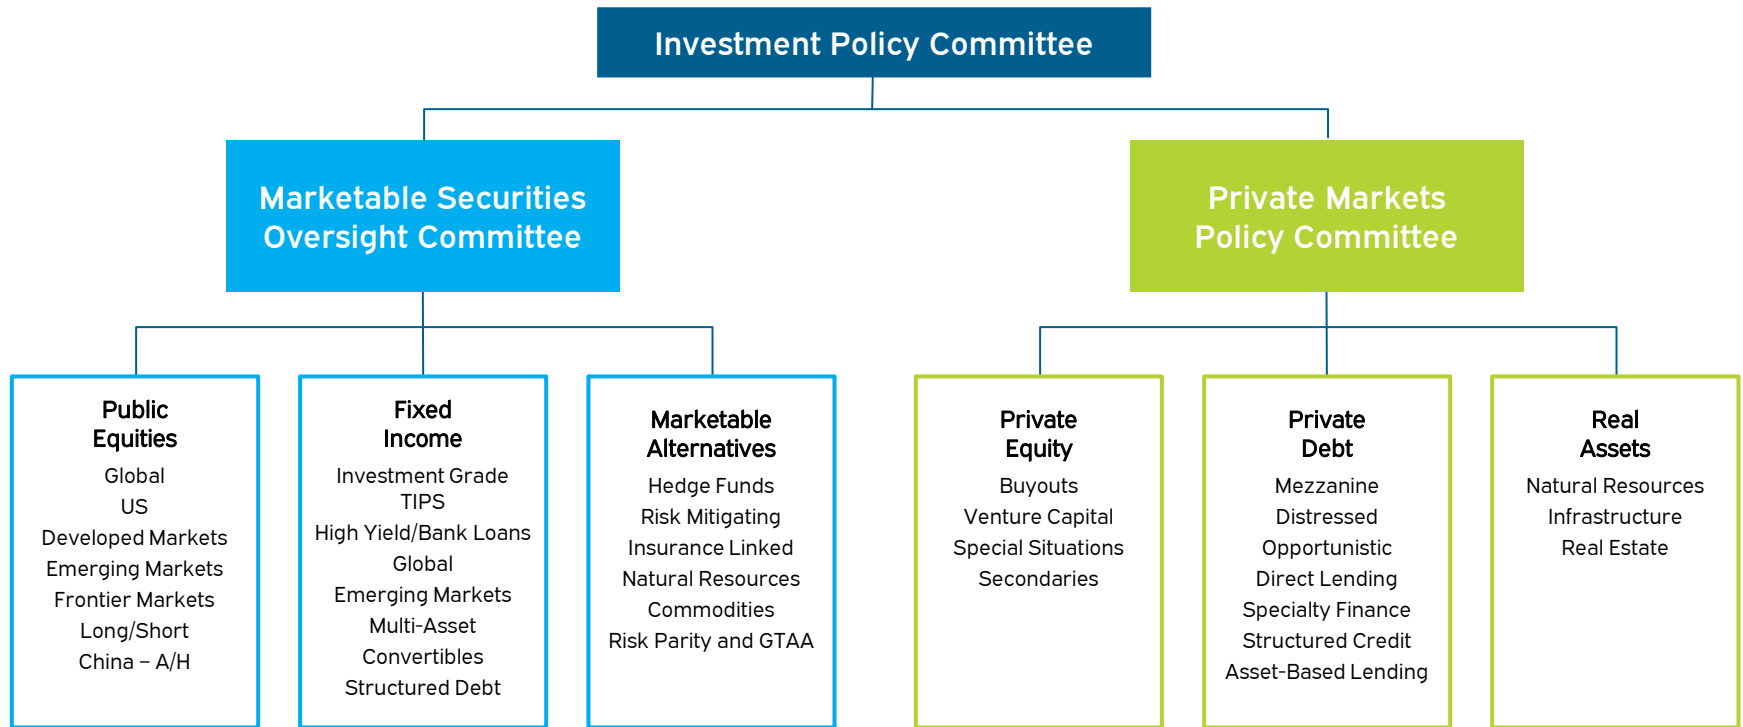 Investment Policy Committee
Marketable Securities
Oversight Committee
Private Markets
Policy Committee
Public
Equities
Global
US
Developed Markets
Emerging Markets
Frontier Markets
Long/Short
China – A/H
Fixed
Income
Investment Grade
TIPS
High Yield/Bank Loans
Global
Emerging Markets
Multi-Asset
Convertibles
Structured Debt
Marketable
Alternatives
Hedge Funds
Risk Mitigating
Insurance Linked
Natural Resources
Commodities
Risk Parity and GTAA
Private
Equity
Buyouts
Venture Capital
Special Situations
Secondaries
Private
Debt
Mezzanine
Distressed
Opportunistic
Direct Lending
Specialty Finance
Structured Credit
Asset-Based Lending
Real
Assets
Natural Resources
Infrastructure
Real Estate